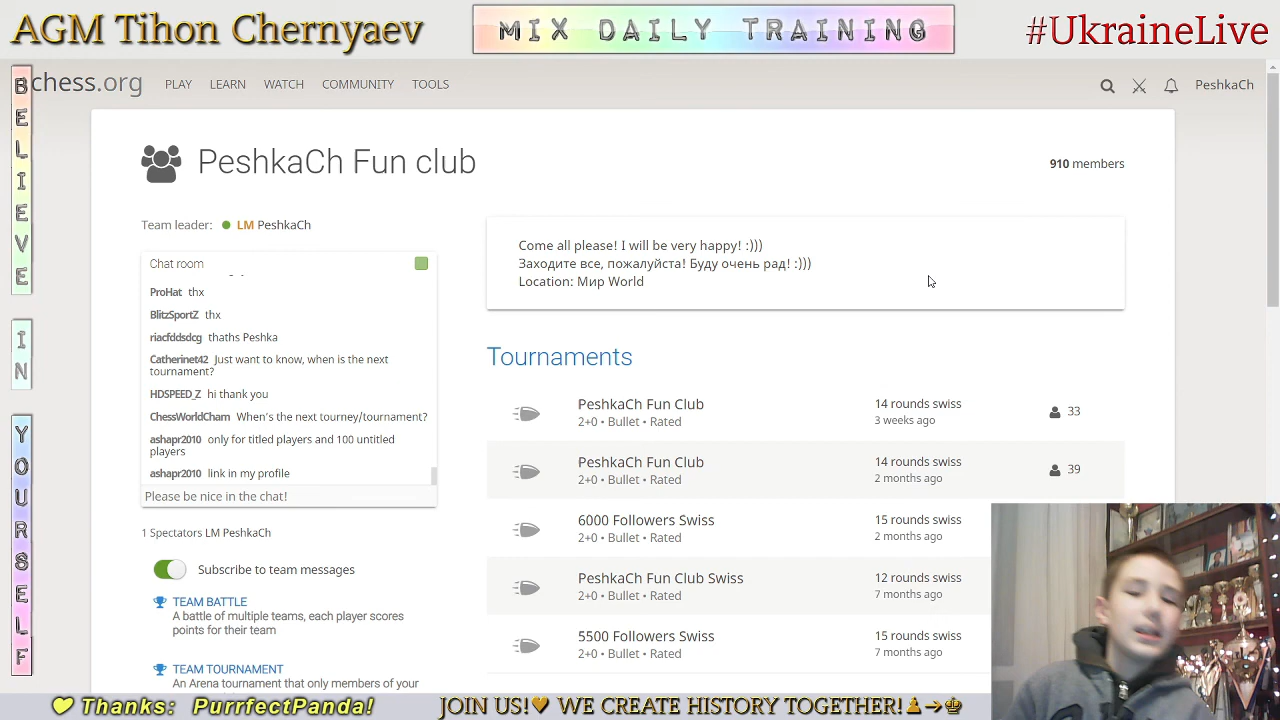 AGM Tihon Chernyaev
MIX DAILY TRAINING
#UkraineLive
BELIEVE
IN
YOURSELF
chess.org
PLAY
LEARN
WATCH
COMMUNITY
TOOLS
PeshkaCh
PeshkaCh Fun club
910 members
Team leader: LM PeshkaCh
Chat room
ProHat thx
BlitzSportZ thx
riacfddsdcg thaths Peshka
Catherinet42 Just want to know, when is the next
tournament?
HDSPEED_Z hi thank you
ChessWorldCham When's the next tourney/tournament?
ashapr2010 only for titled players and 100 untitled
players
ashapr2010 link in my profile
Please be nice in the chat!
1 Spectators LM PeshkaCh
Subscribe to team messages
TEAM BATTLE
A battle of multiple teams, each player scores
points for their team
TEAM TOURNAMENT
An Arena tournament that only members of your
Come all please! I will be very happy! :)))
Заходите все, пожалуйста! Буду очень рад! :)))
Location: Мир World
Tournaments
PeshkaCh Fun Club
2+0 • Bullet • Rated
14 rounds swiss
3 weeks ago
33
PeshkaCh Fun Club
2+0 • Bullet • Rated
14 rounds swiss
2 months ago
39
6000 Followers Swiss
2+0 • Bullet • Rated
15 rounds swiss
2 months ago
PeshkaCh Fun Club Swiss
2+0 • Bullet • Rated
12 rounds swiss
7 months ago
5500 Followers Swiss
2+0 • Bullet • Rated
15 rounds swiss
7 months ago
Thanks: PurrfectPanda!
JOIN US! WE CREATE HISTORY TOGETHER!